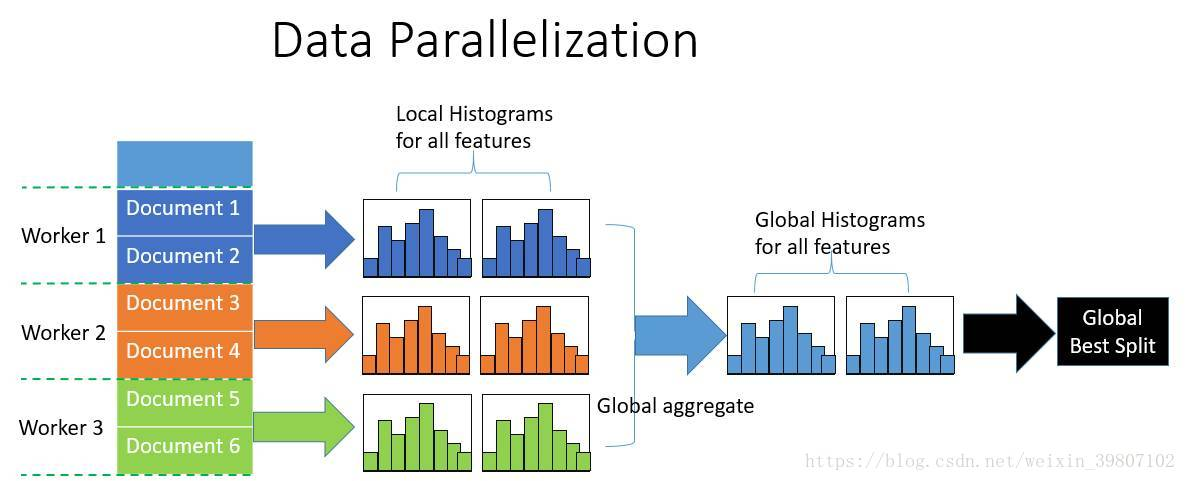 Data Parallelization
Local Histograms
for all features
Document 1
Worker 1
Document 2
Global Histograms
for all features
Document 3
Worker 2
Document 4
Global
Best Split
Document 5
Global aggregate
Worker 3
Document 6
https://blog.csdn.net/weixin_39807102